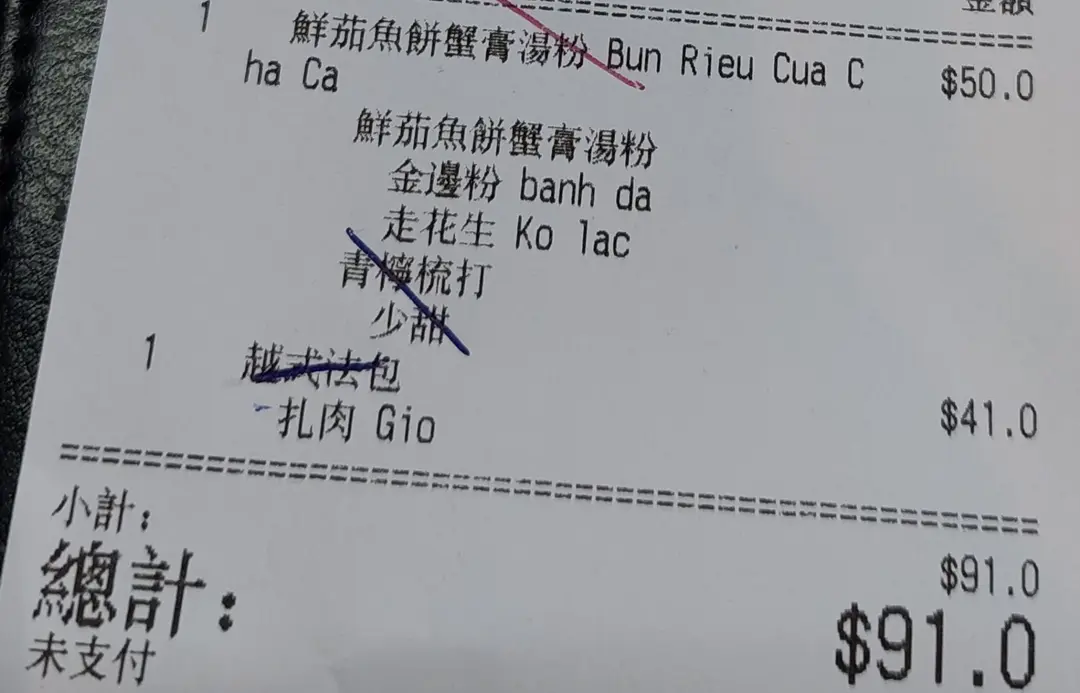 金額
1 鮮茄魚餅蟹膏湯粉 Bun Rieu Cua C $50.0
ha Ca
鮮茄魚餅蟹膏湯粉
金邊粉 banh da
走花生 Ko lac
青檸梳打
少甜
1 越式法包 $41.0
扎肉 Gio
小計: $91.0
總計: $91.0
未支付